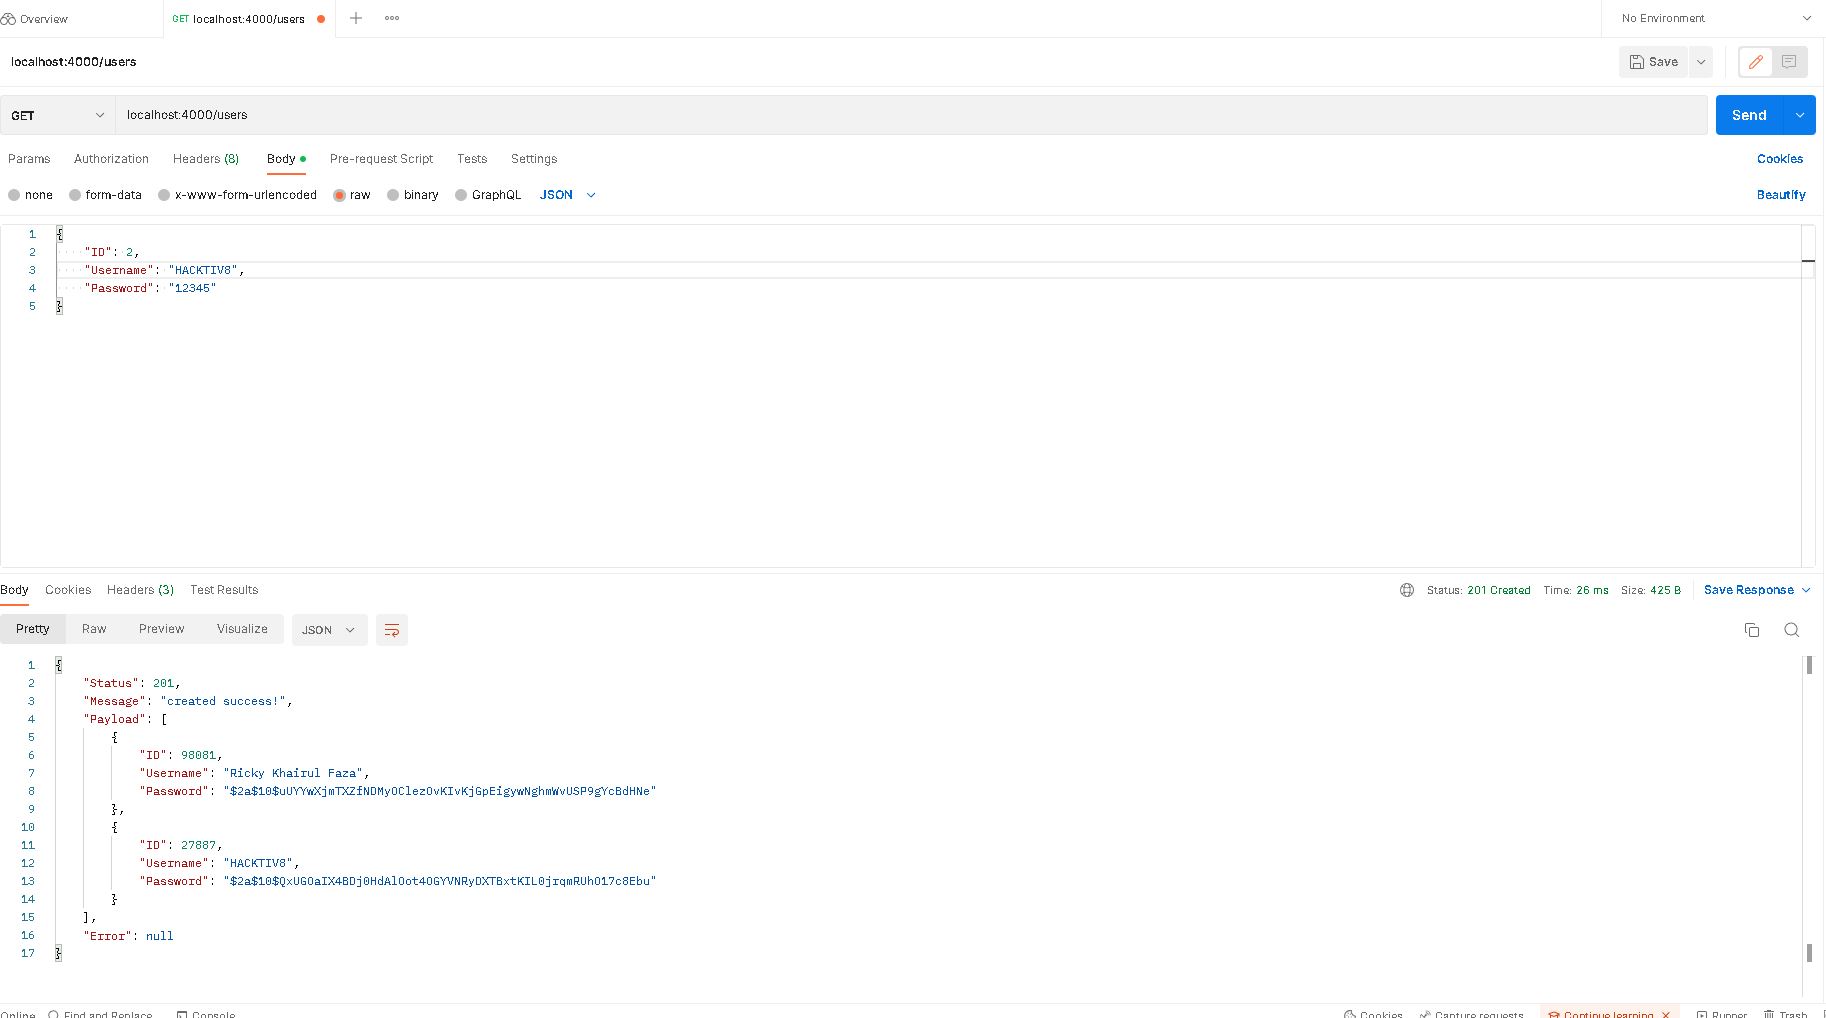 Overview
GET localhost:4000/users
No Environment
localhost:4000/users
Save
GET
localhost:4000/users
Send
Params Authorization Headers (8) Body Pre-request Script Tests Settings Cookies
none form-data x-www-form-urlencoded raw binary GraphQL JSON Beautify
1 {
2 "ID": 2,
3 "Username": "HACKTIV8",
4 "Password": "12345"
5 }
Body Cookies Headers (3) Test Results Status: 201 Created Time: 26 ms Size: 425 B Save Response
Pretty Raw Preview Visualize JSON
1 {
2 "Status": 201,
3 "Message": "created success!",
4 "Payload": [
5 {
6 "ID": 98081,
7 "Username": "Ricky Khairul Faza",
8 "Password": "$2a$10$uUYYwXjmTXZfNDMyOClezOvKIvKjGpEigywNghmWvUSP9gYcBdHNe"
9 },
10 {
11 "ID": 27887,
12 "Username": "HACKTIV8",
13 "Password": "$2a$10$QxUGOaIX4BDj0HdAlOot4OGYVNRyDXTBxtKIL0jrqmRUhO17c8Ebu"
14 }
15 ],
16 "Error": null
17 }
Online Find and Replace Console Cookies Capture requests Continue learning Runner Trash